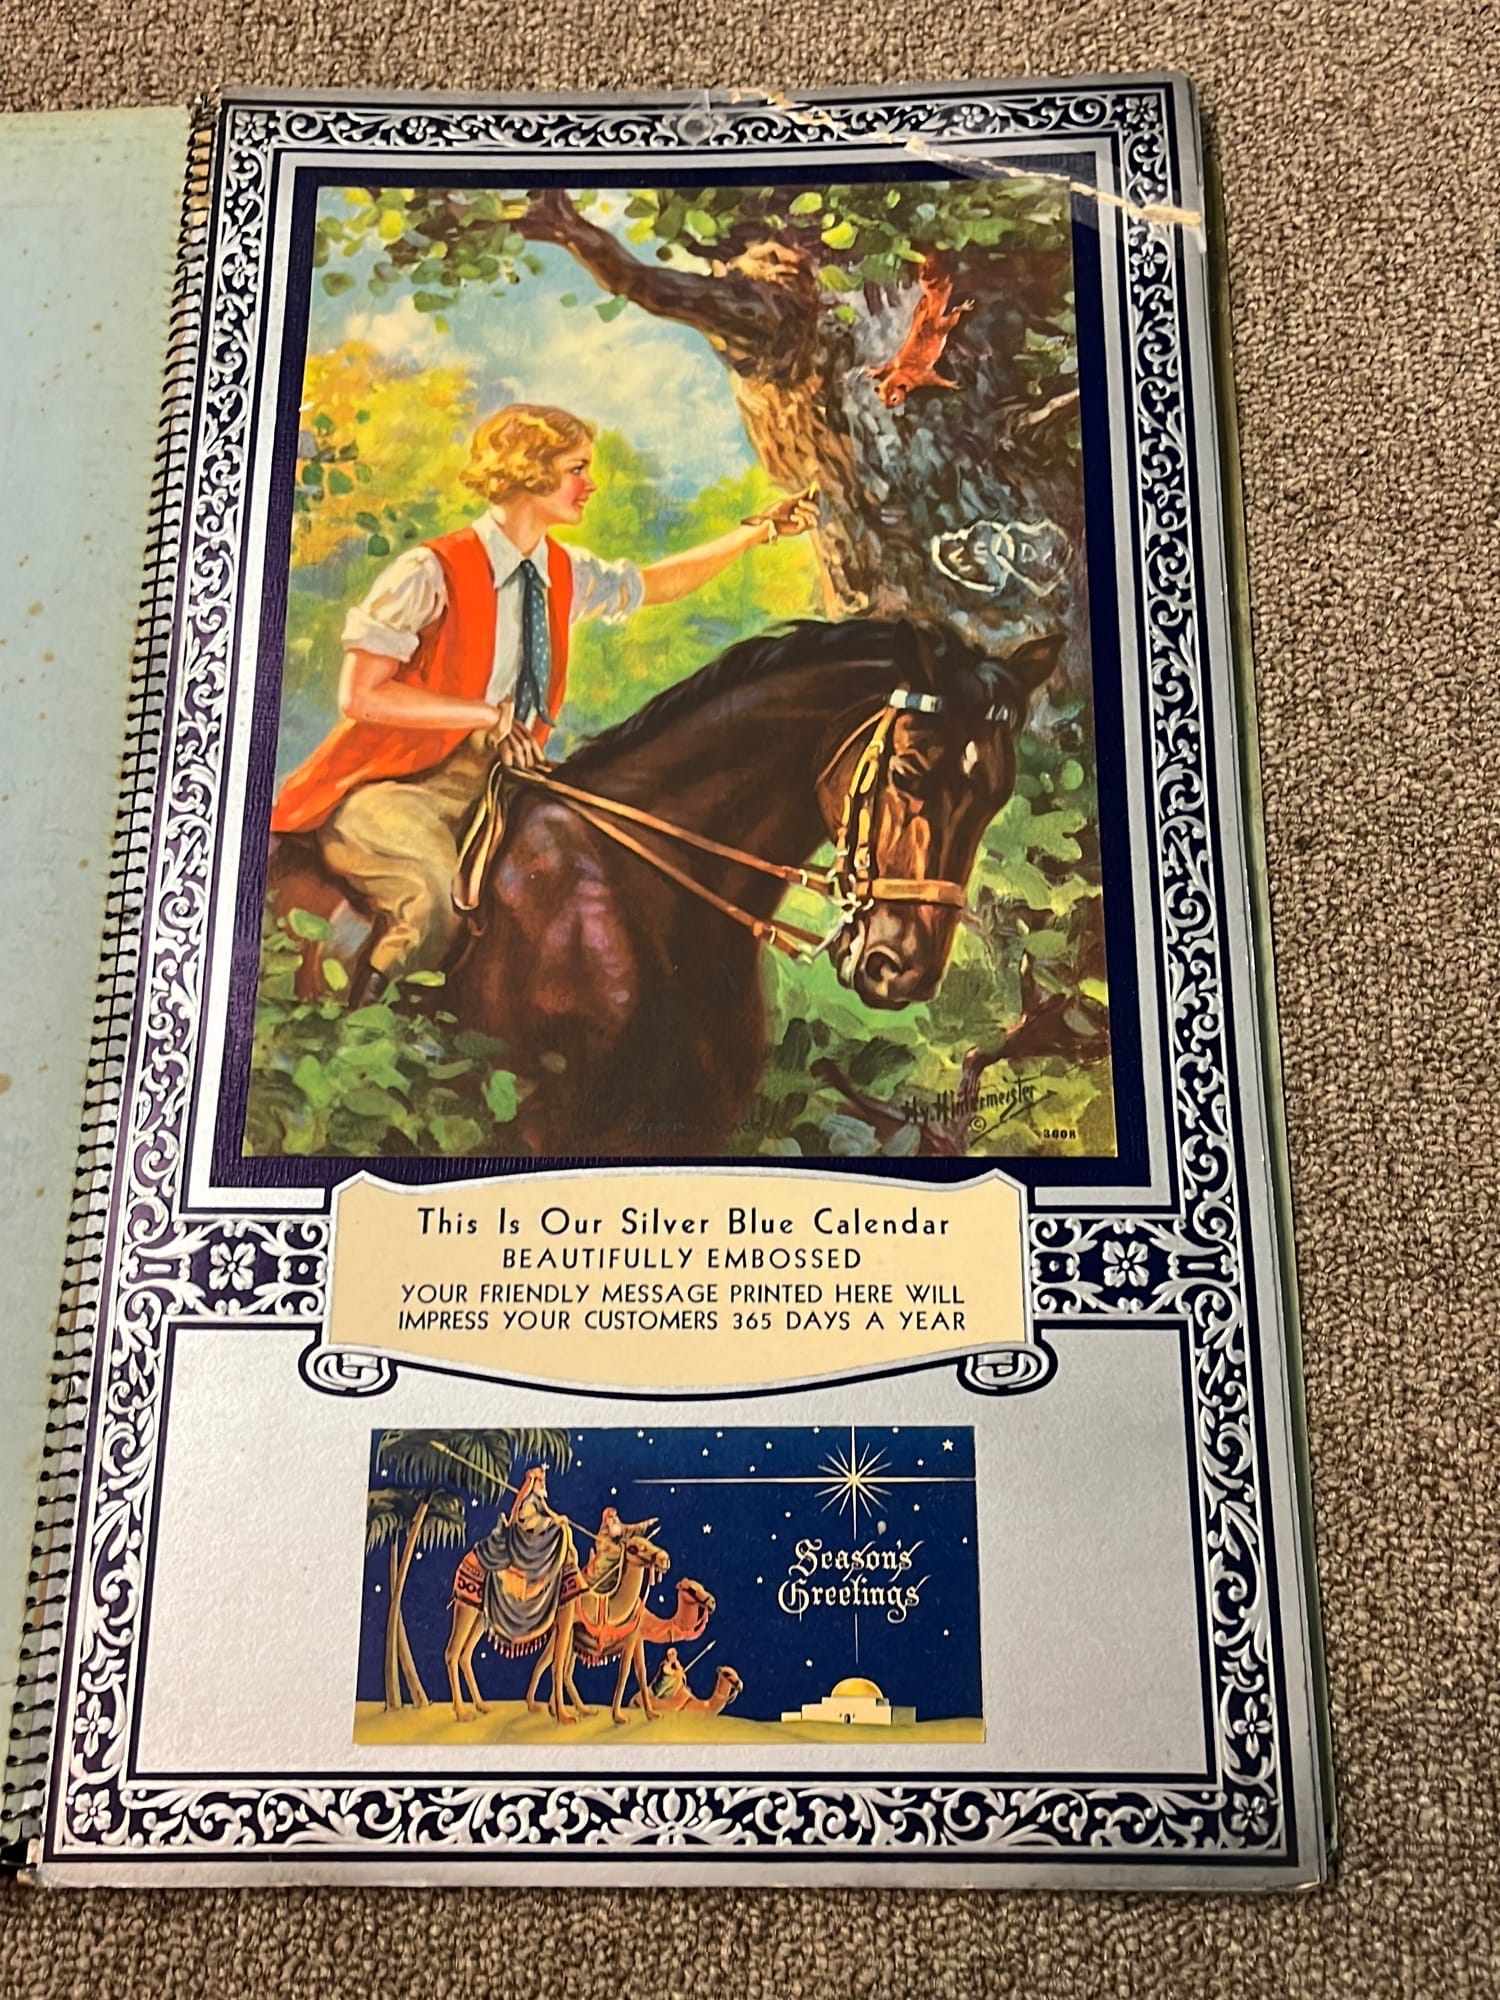 Hy. Hintermeister
©
3608
This Is Our Silver Blue Calendar
BEAUTIFULLY EMBOSSED
YOUR FRIENDLY MESSAGE PRINTED HERE WILL
IMPRESS YOUR CUSTOMERS 365 DAYS A YEAR
Season's
Greetings